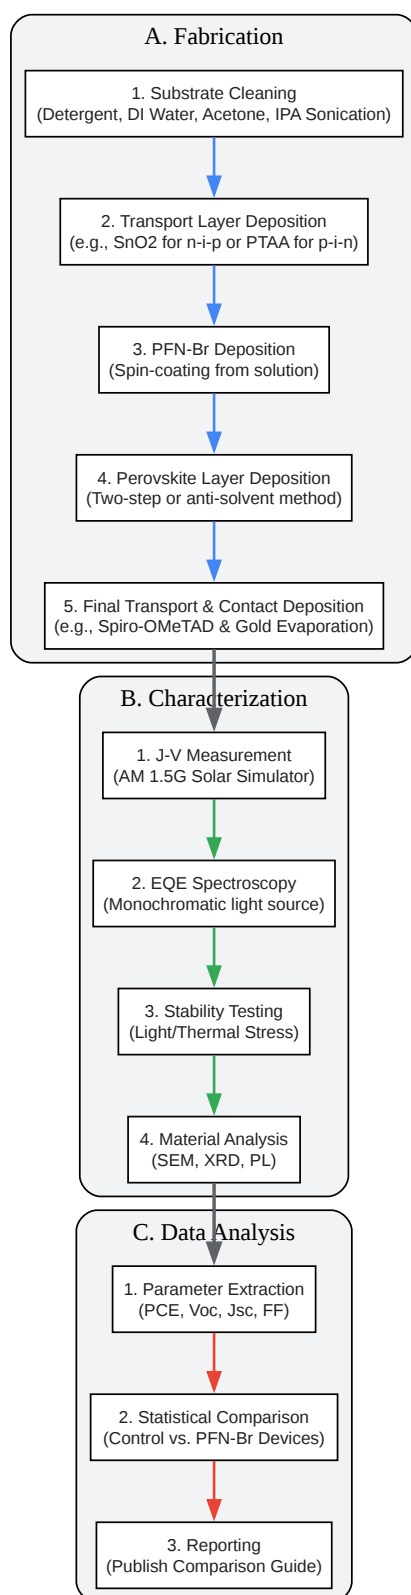 A. Fabrication
1. Substrate Cleaning
(Detergent, DI Water, Acetone, IPA Sonication)
2. Transport Layer Deposition
(e.g., SnO2 for n-i-p or PTAA for p-i-n)
3. PFN-Br Deposition
(Spin-coating from solution)
4. Perovskite Layer Deposition
(Two-step or anti-solvent method)
5. Final Transport & Contact Deposition
(e.g., Spiro-OMeTAD & Gold Evaporation)
B. Characterization
1. J-V Measurement
(AM 1.5G Solar Simulator)
2. EQE Spectroscopy
(Monochromatic light source)
3. Stability Testing
(Light/Thermal Stress)
4. Material Analysis
(SEM, XRD, PL)
C. Data Analysis
1. Parameter Extraction
(PCE, Voc, Jsc, FF)
2. Statistical Comparison
(Control vs. PFN-Br Devices)
3. Reporting
(Publish Comparison Guide)